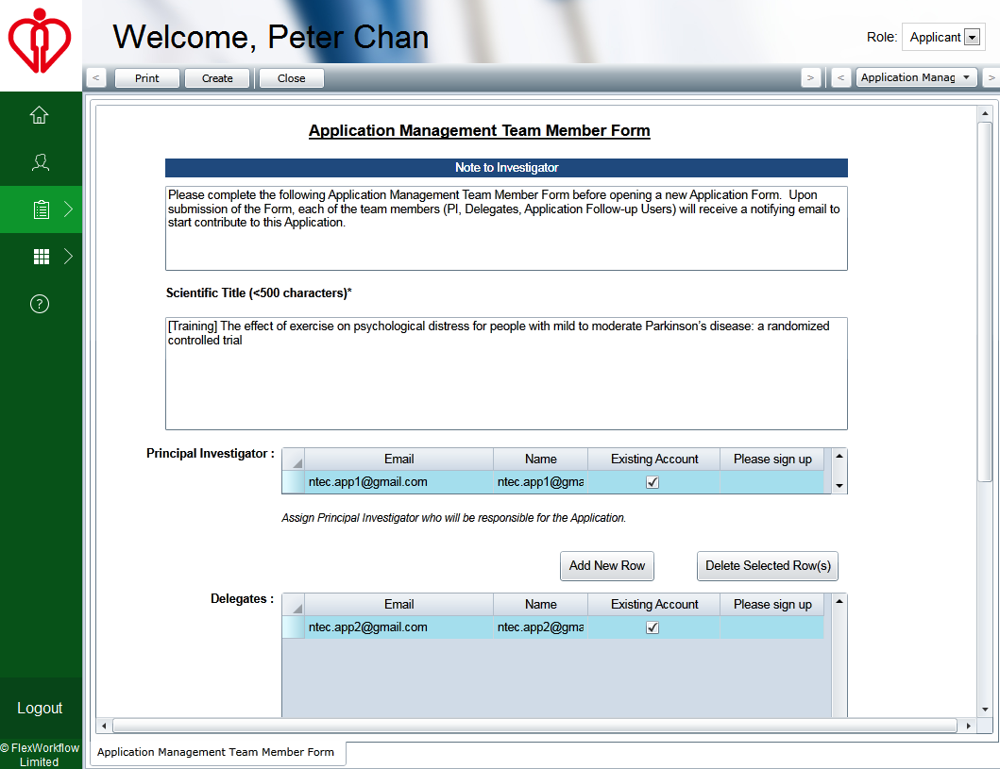 Welcome, Peter Chan
Role: Applicant
< Print Create Close > < Application Manag >
Application Management Team Member Form
Note to Investigator
Please complete the following Application Management Team Member Form before opening a new Application Form.  Upon
submission of the Form, each of the team members (PI, Delegates, Application Follow-up Users) will receive a notifying email to
start contribute to this Application.
Scientific Title (<500 characters)*
[Training] The effect of exercise on psychological distress for people with mild to moderate Parkinson's disease: a randomized
controlled trial
Principal Investigator :
Email Name Existing Account Please sign up
ntec.app1@gmail.com ntec.app1@gma
Assign Principal Investigator who will be responsible for the Application.
Add New Row Delete Selected Row(s)
Delegates :
Email Name Existing Account Please sign up
ntec.app2@gmail.com ntec.app2@gma
Logout
© FlexWorkflow
Limited
Application Management Team Member Form